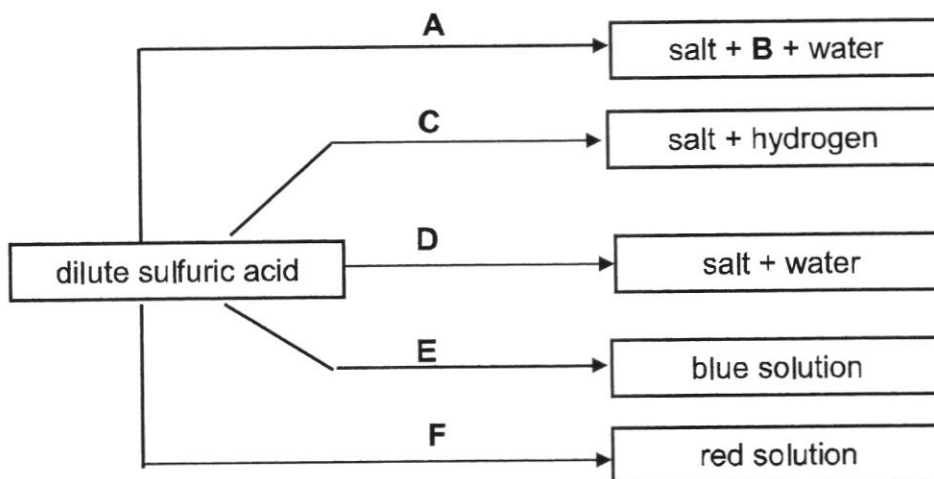 A
salt + B + water
C
salt + hydrogen
D
dilute sulfuric acid
salt + water
E
blue solution
F
red solution